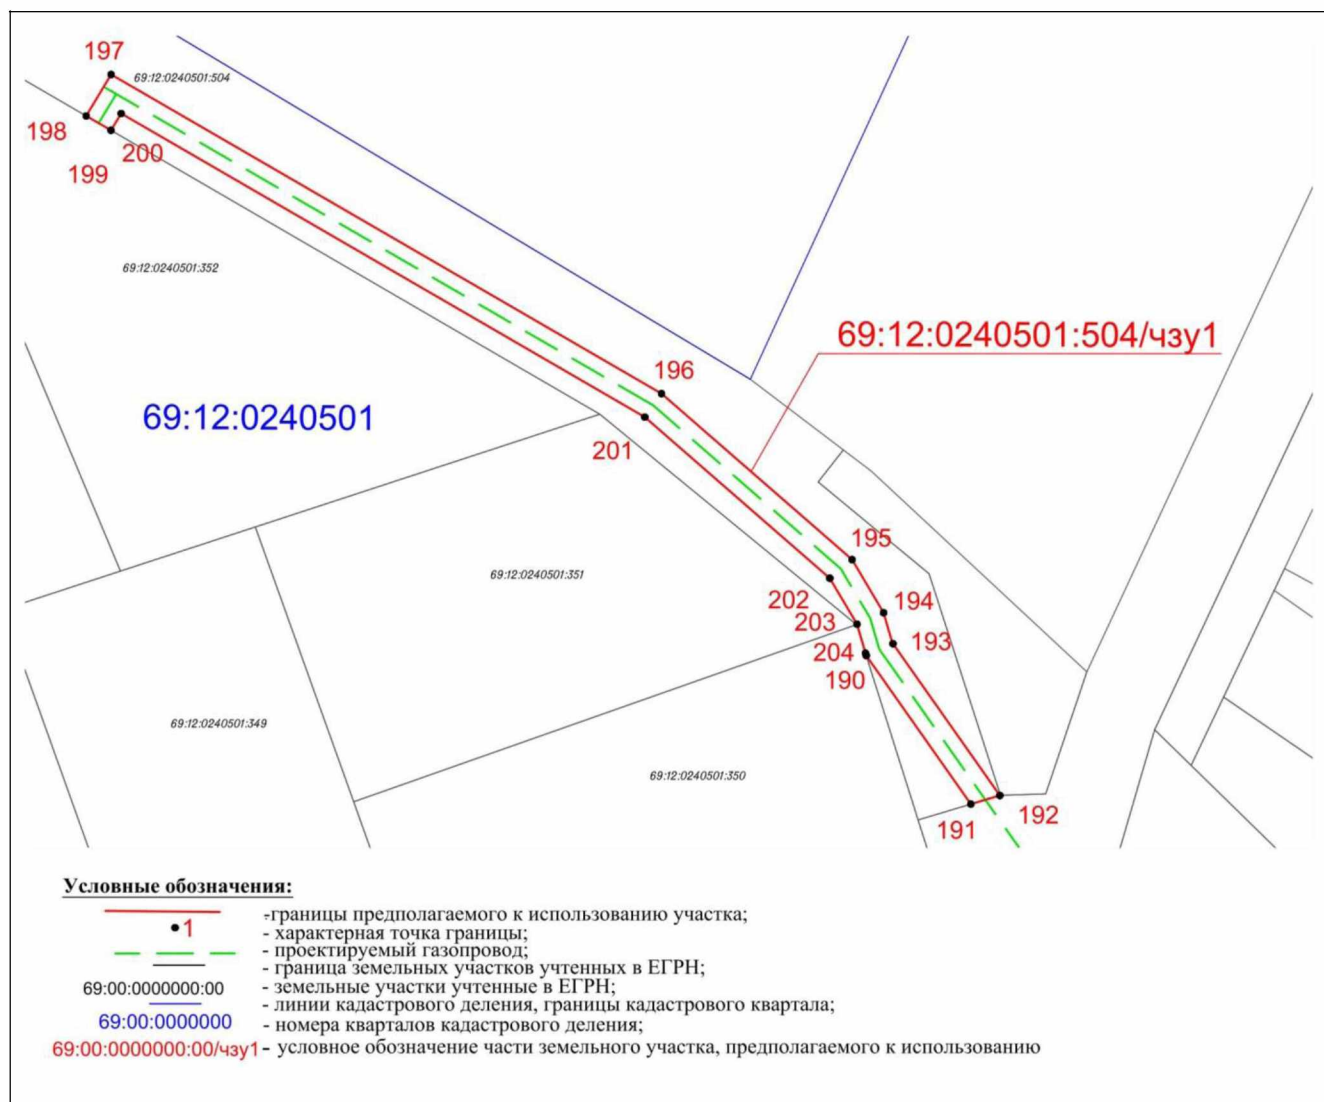 197
69:12:0240501:504
198
200
199
69:12:0240501:352
69:12:0240501:504/чзу1
196
69:12:0240501
201
195
69:12:0240501:351
202
194
203
193
204
190
69:12:0240501:349
69:12:0240501:350
191
192
Условные обозначения:
-границы предполагаемого к использованию участка;
1 - характерная точка границы;
- проектируемый газопровод;
- граница земельных участков учтенных в ЕГРН;
69:00:0000000:00 - земельные участки учтенные в ЕГРН;
- линии кадастрового деления, границы кадастрового квартала;
69:00:0000000 - номера кварталов кадастрового деления;
69:00:0000000:00/чзу1 - условное обозначение части земельного участка, предполагаемого к использованию